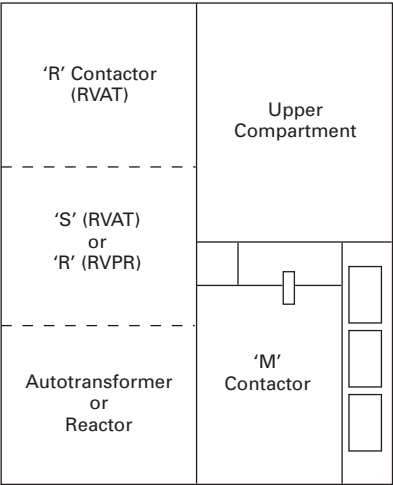 'R' Contactor
(RVAT)
Upper
Compartment
'S' (RVAT)
or
'R' (RVPR)
'M'
Contactor
Autotransformer
or
Reactor